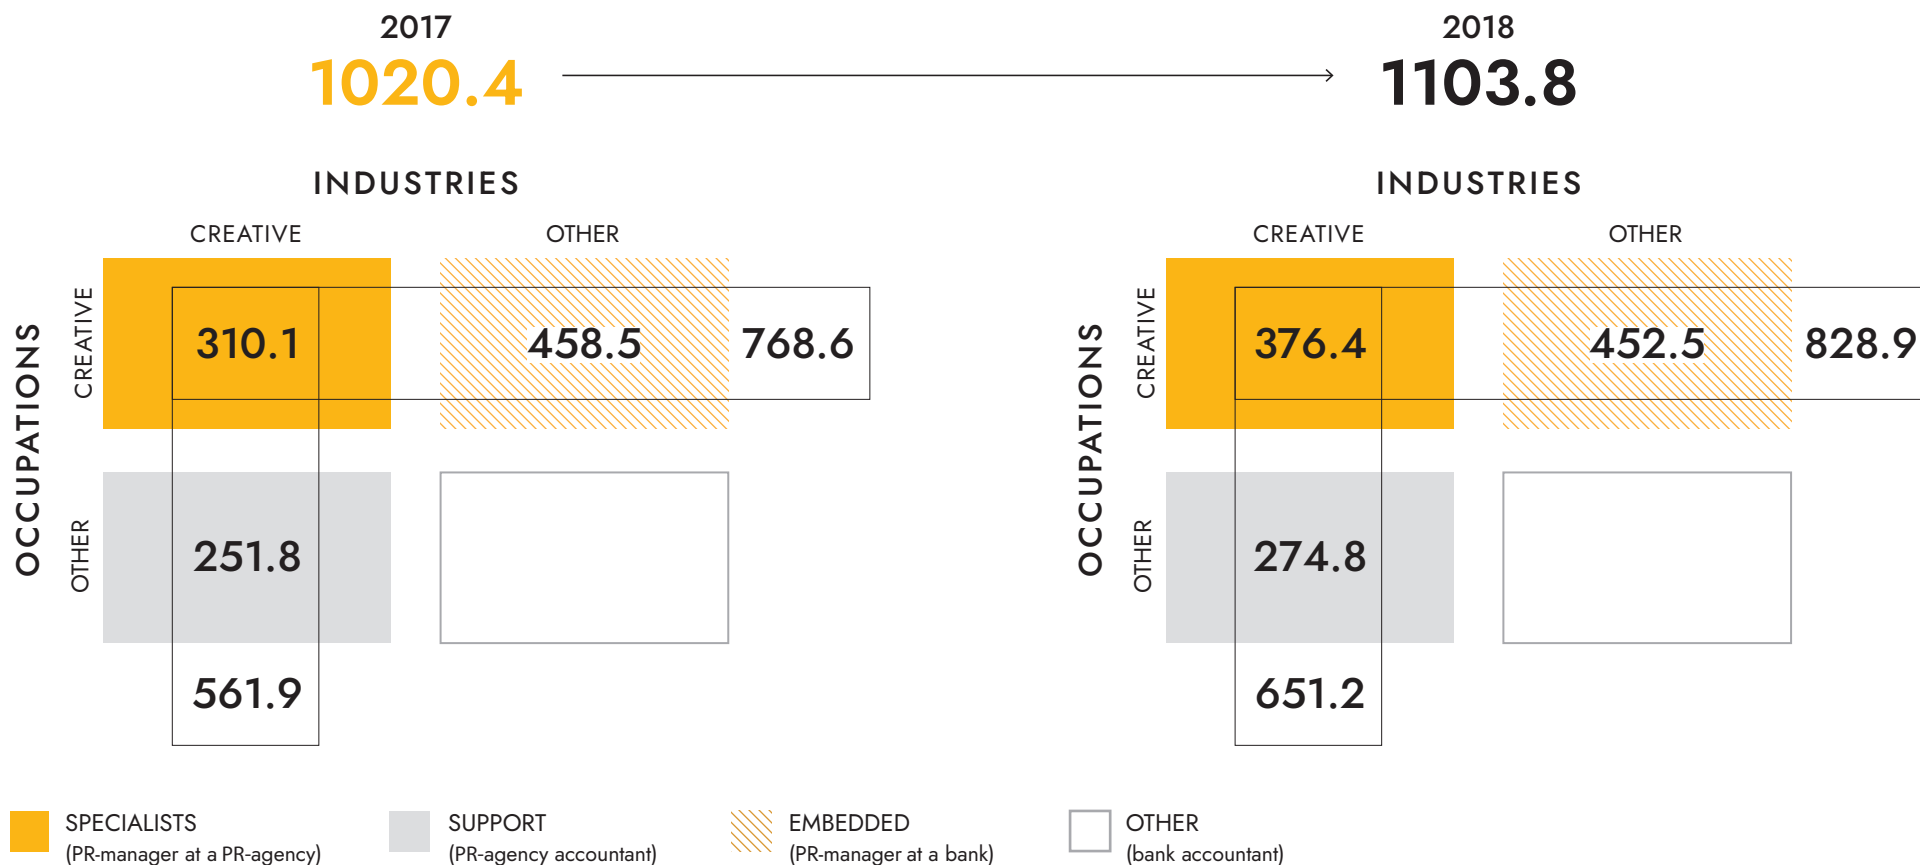 2017
1020.4
2018
1103.8
INDUSTRIES
CREATIVE
OTHER
OCCUPATIONS
CREATIVE
310.1
458.5
768.6
OTHER
251.8
561.9
INDUSTRIES
CREATIVE
OTHER
OCCUPATIONS
CREATIVE
376.4
452.5
828.9
OTHER
274.8
651.2
SPECIALISTS
(PR-manager at a PR-agency)
SUPPORT
(PR-agency accountant)
EMBEDDED
(PR-manager at a bank)
OTHER
(bank accountant)